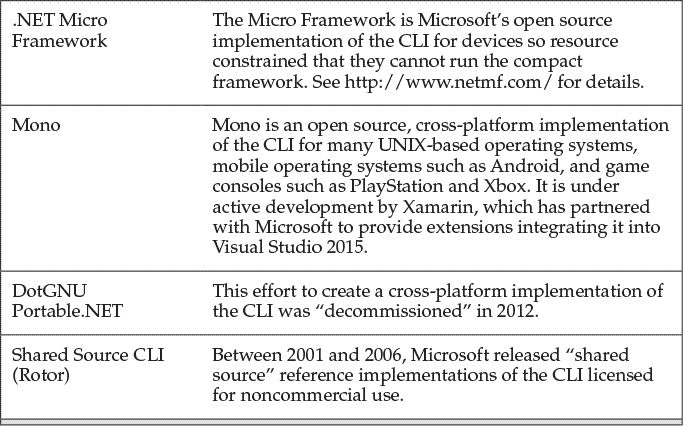 .NET Micro The Micro Framework is Microsoft’s open source
Framework implementation of the CLI for devices so resource
constrained that they cannot run the compact
framework. See http://www.netmf.com/ for details.
Mono Mono is an open source, cross-platform implementation
of the CLI for many UNIX-based operating systems,
mobile operating systems such as Android, and game
consoles such as PlayStation and Xbox. It is under
active development by Xamarin, which has partnered
with Microsoft to provide extensions integrating it into
Visual Studio 2015.
DotGNU This effort to create a cross-platform implementation of
Portable.NET the CLI was “decommissioned” in 2012.
Shared Source CLI Between 2001 and 2006, Microsoft released “shared
(Rotor) source” reference implementations of the CLI licensed
for noncommercial use.